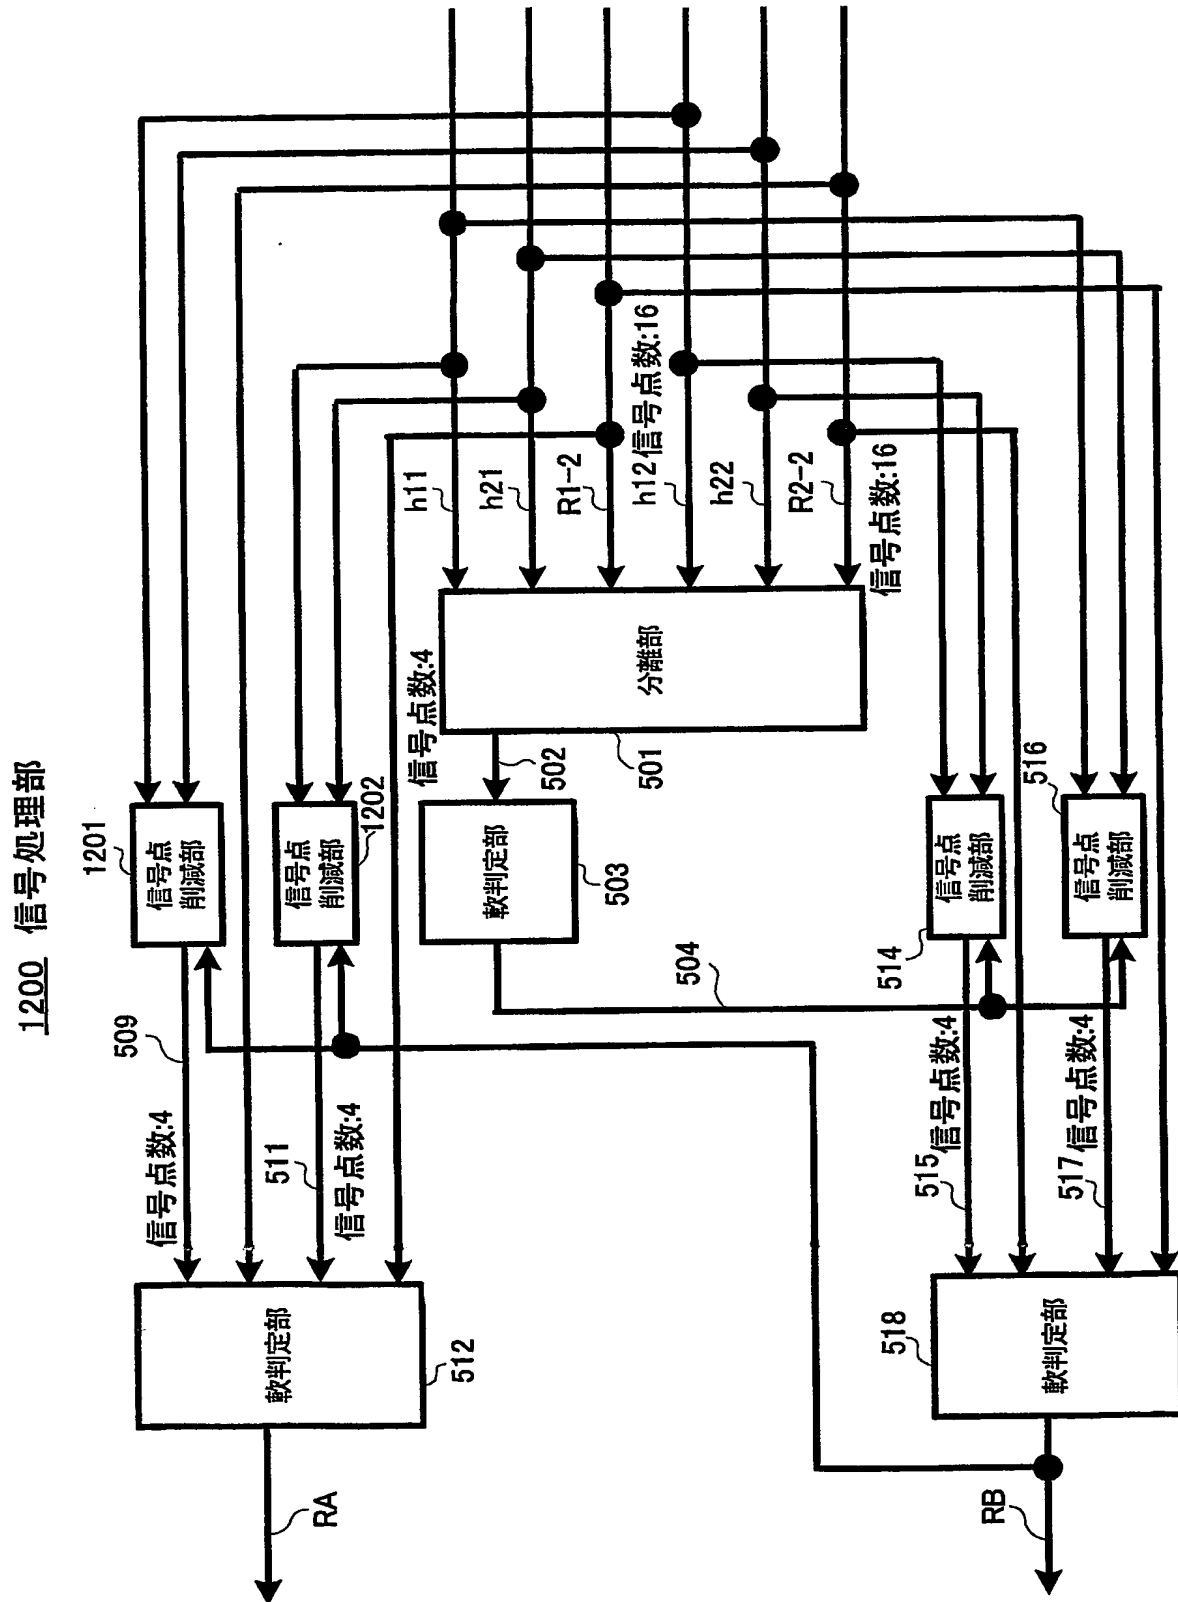 1200 信号処理部
1201
信号点
削減部
509
信号点数:4
信号点
削減部
1202
511
信号点数:4
軟判定部
512
RA
h11
h21
R1-2
h12
信号点数:16
h22
R2-2
信号点数:16
分離部
501
信号点数:4
502
軟判定部
503
504
信号点
削減部
514
515
信号点数:4
信号点
削減部
516
517
信号点数:4
軟判定部
518
RB